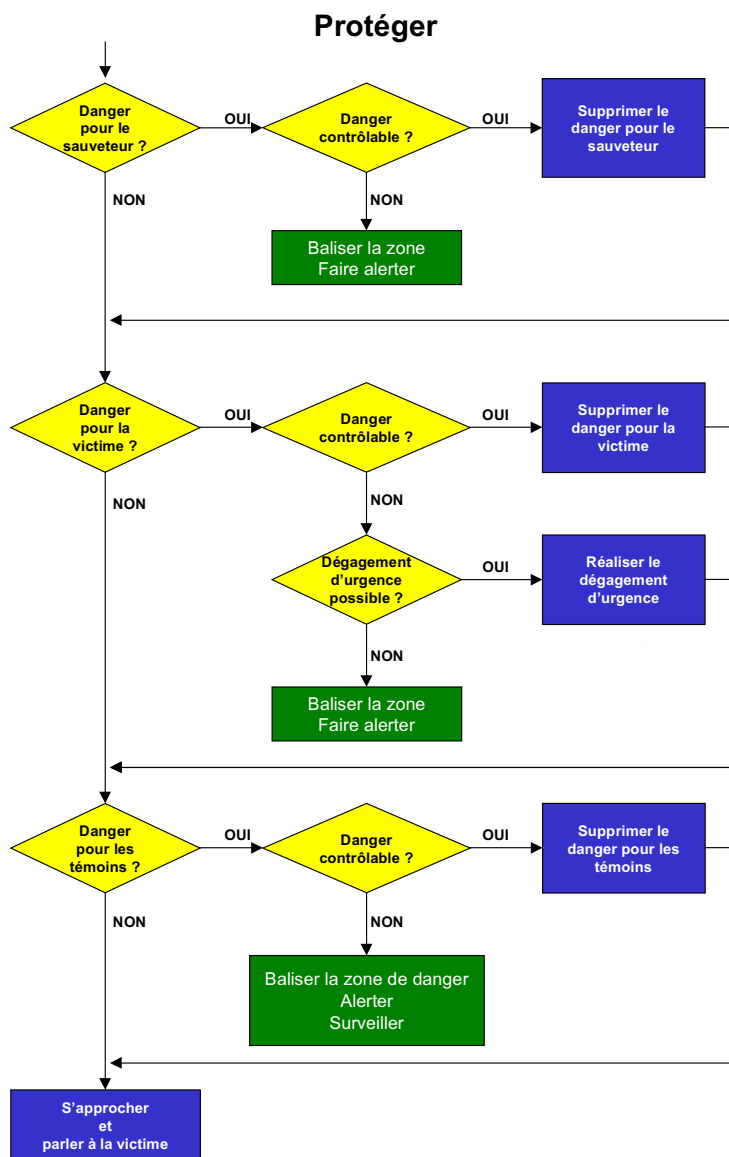 Protéger
Danger
pour le
sauveteur ?
OUI
Danger
contrôlable ?
OUI
Supprimer le
danger pour le
sauveteur
NON
NON
Baliser la zone
Faire alerter
Danger
pour la
victime ?
OUI
Danger
contrôlable ?
OUI
Supprimer le
danger pour la
victime
NON
NON
Dégagement
d’urgence
possible ?
OUI
Réaliser le
dégagement
d’urgence
NON
Baliser la zone
Faire alerter
Danger
pour les
témoins ?
OUI
Danger
contrôlable ?
OUI
Supprimer le
danger pour les
témoins
NON
NON
Baliser la zone de danger
Alerter
Surveiller
S’approcher
et
parler à la victime